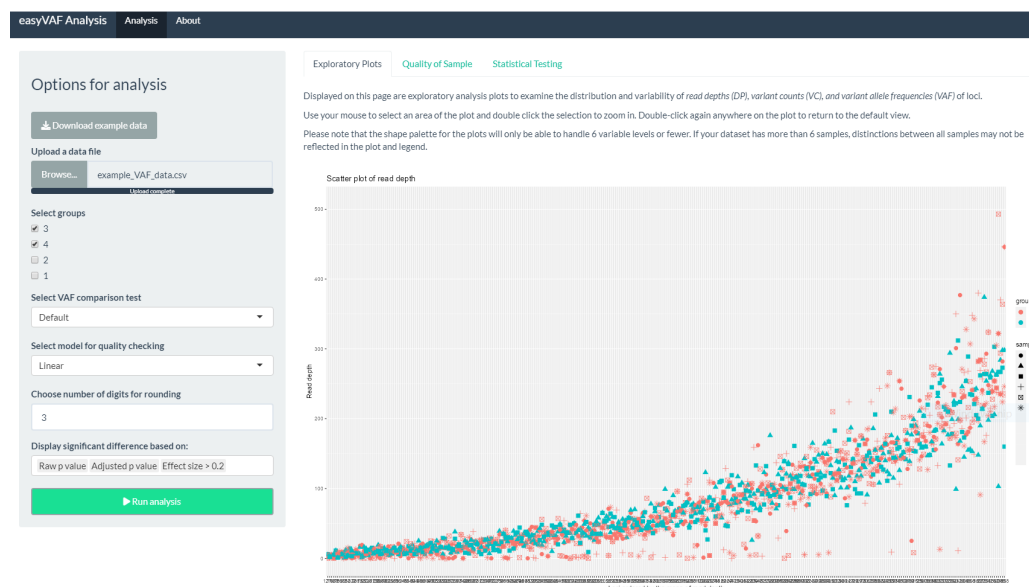 easyVAF Analysis Analysis About
Options for analysis
Download example data
Upload a data file
Browse... example_VAF_data.csv
Upload complete
Select groups
3
4
2
1
Select VAF comparison test
Default
Select model for quality checking
Linear
Choose number of digits for rounding
3
Display significant difference based on:
Raw p value Adjusted p value Effect size > 0.2
Run analysis
Exploratory Plots Quality of Sample Statistical Testing
Displayed on this page are exploratory analysis plots to examine the distribution and variability of read depths (DP), variant counts (VC), and variant allele frequencies (VAF) of loci.
Use your mouse to select an area of the plot and double click the selection to zoom in. Double-click again anywhere on the plot to return to the default view.
Please note that the shape palette for the plots will only be able to handle 6 variable levels or fewer. If your dataset has more than 6 samples, distinctions between all samples may not be
reflected in the plot and legend.
Scatter plot of read depth
500
400
300
200
100
0
Read depth
grou
samp